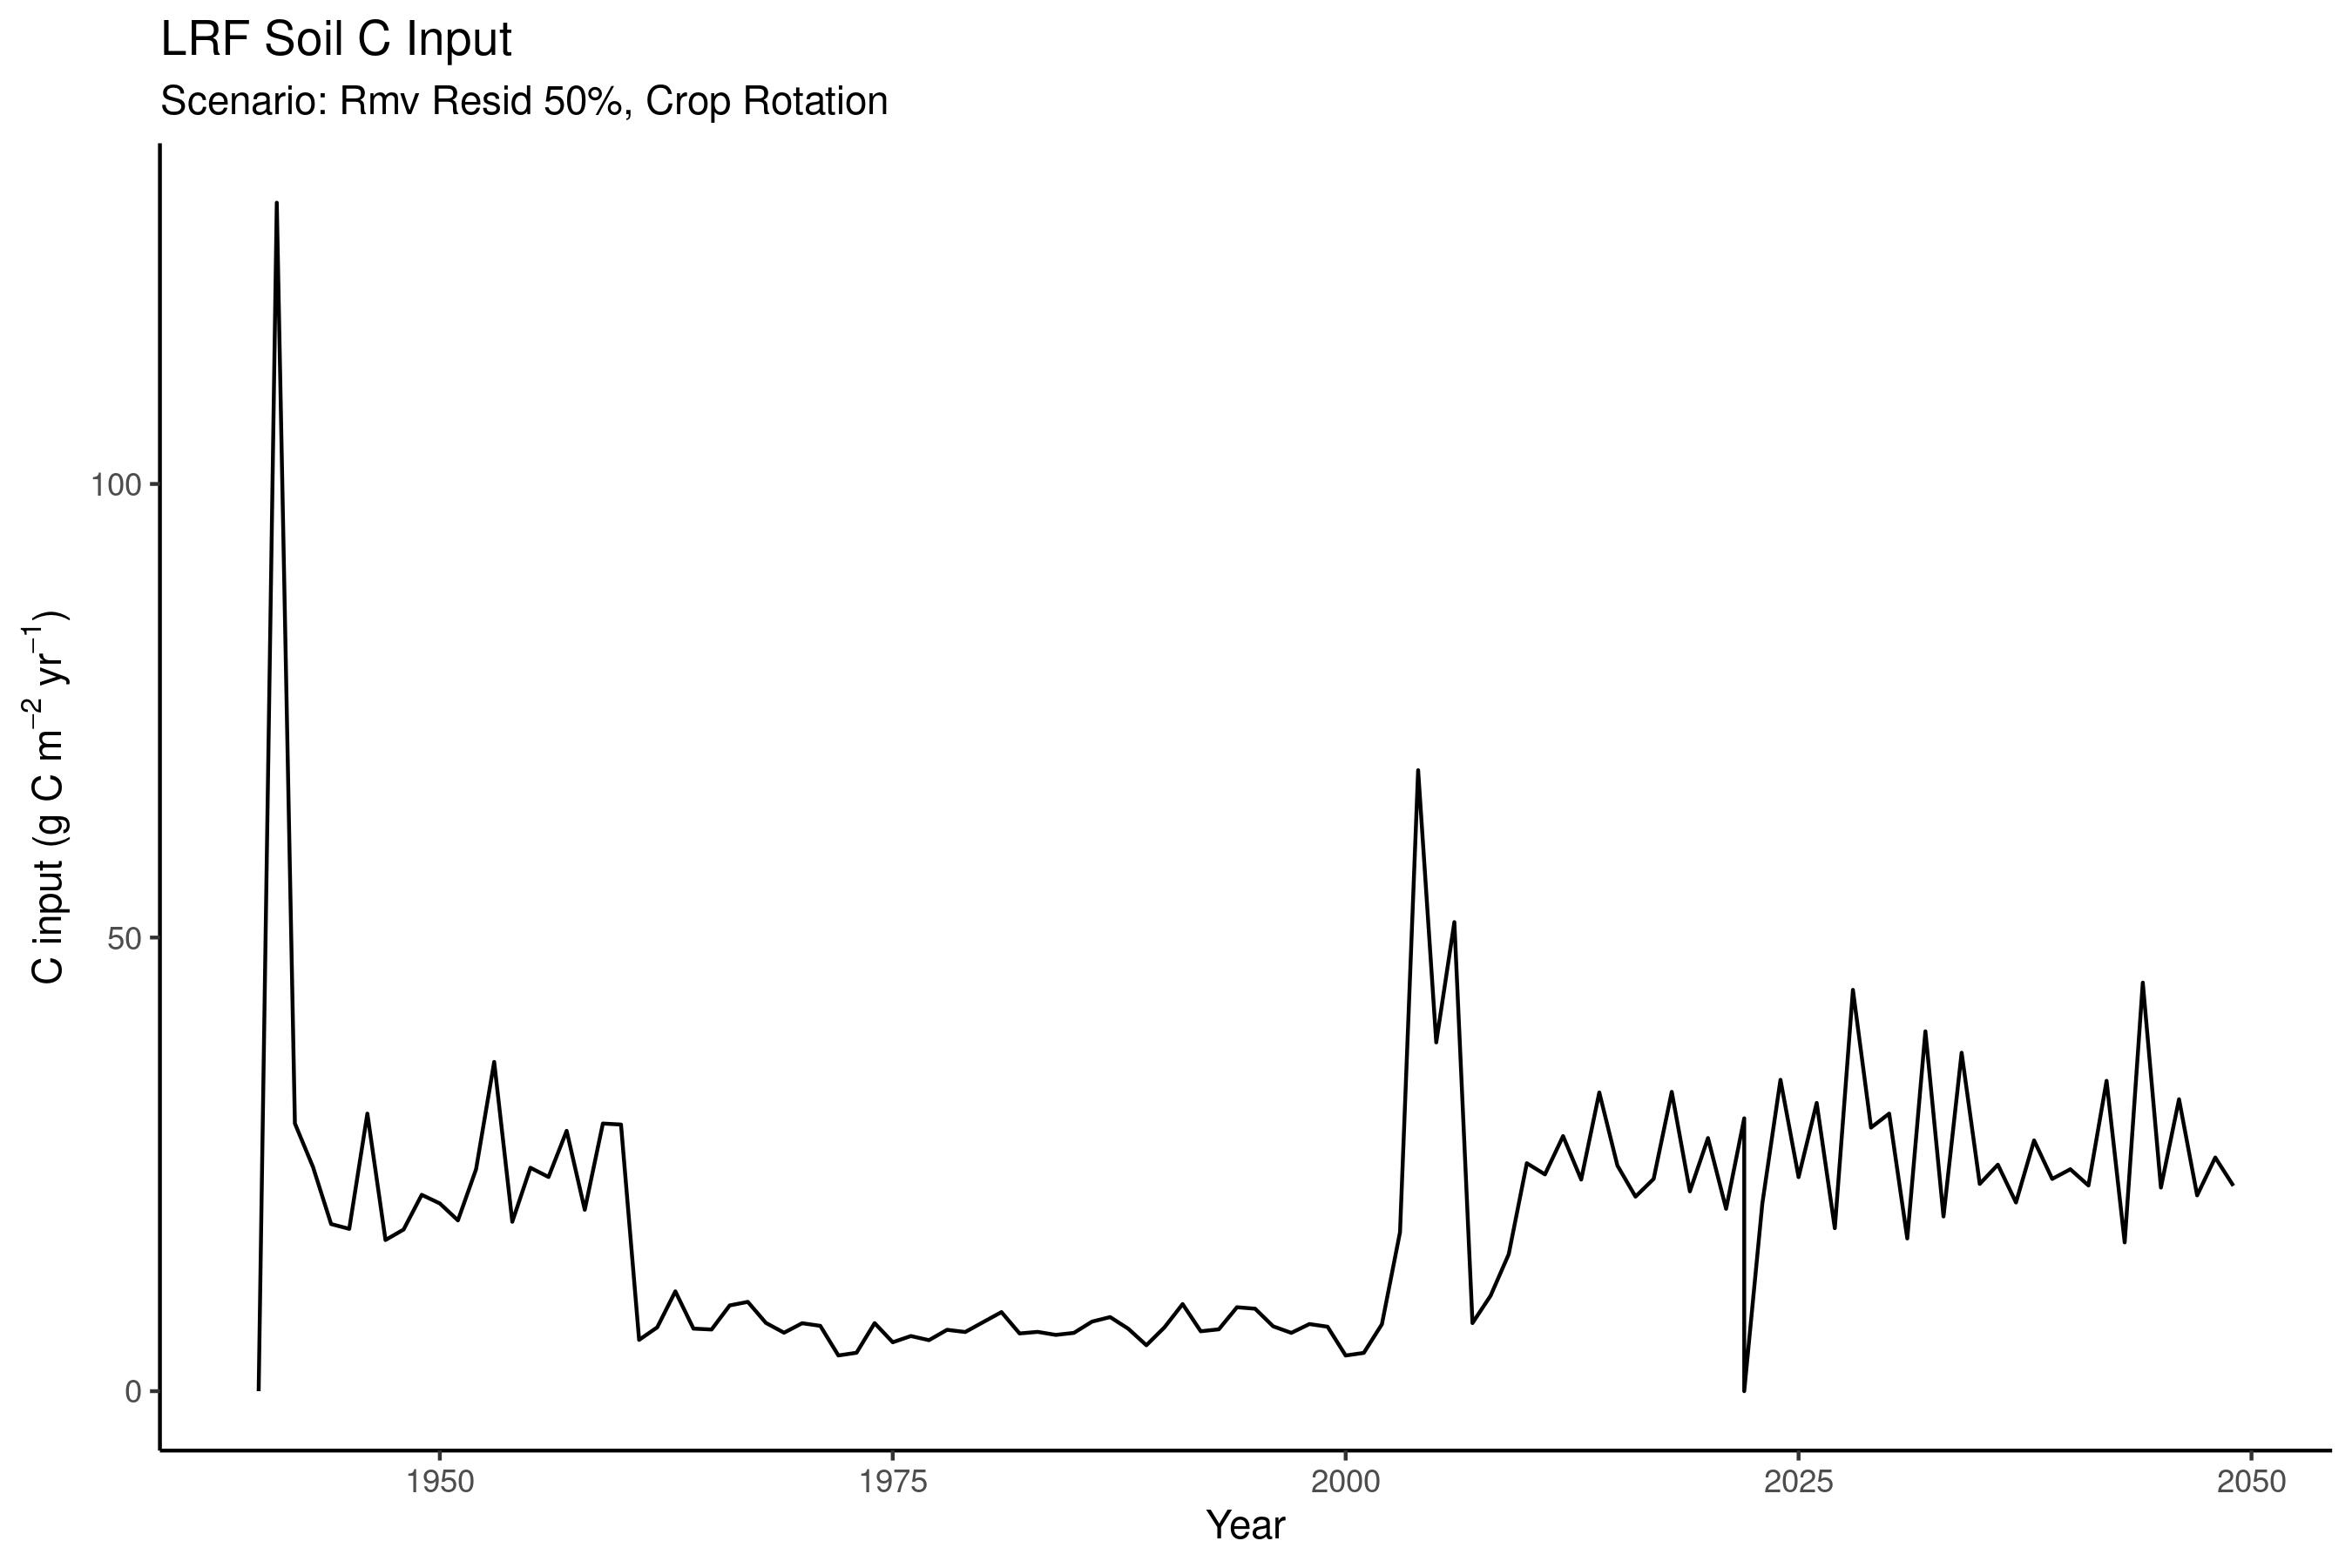 LRF Soil C Input
Scenario: Rmv Resid 50%, Crop Rotation
C input (g C m⁻² yr⁻¹)
100
50
0
1950 1975 2000 2025 2050
Year